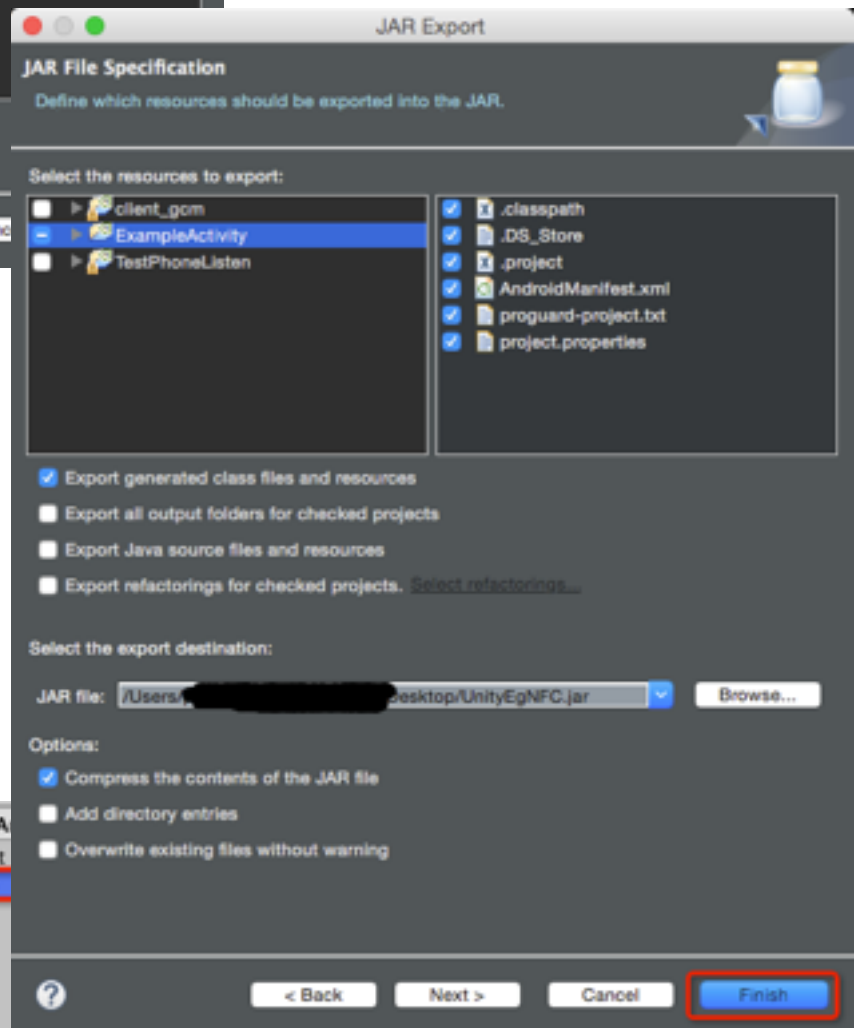 JAR Export
JAR File Specification
Define which resources should be exported into the JAR.
Select the resources to export:
client_gcm
ExampleActivity
TestPhoneListen
.classpath
.DS_Store
.project
AndroidManifest.xml
proguard-project.txt
project.properties
Export generated class files and resources
Export all output folders for checked projects
Export Java source files and resources
Export refactorings for checked projects. Select refactorings...
Select the export destination:
JAR file: /Users/ esktop/UnityEgNFC.jar Browse...
Options:
Compress the contents of the JAR file
Add directory entries
Overwrite existing files without warning
? < Back Next > Cancel Finish